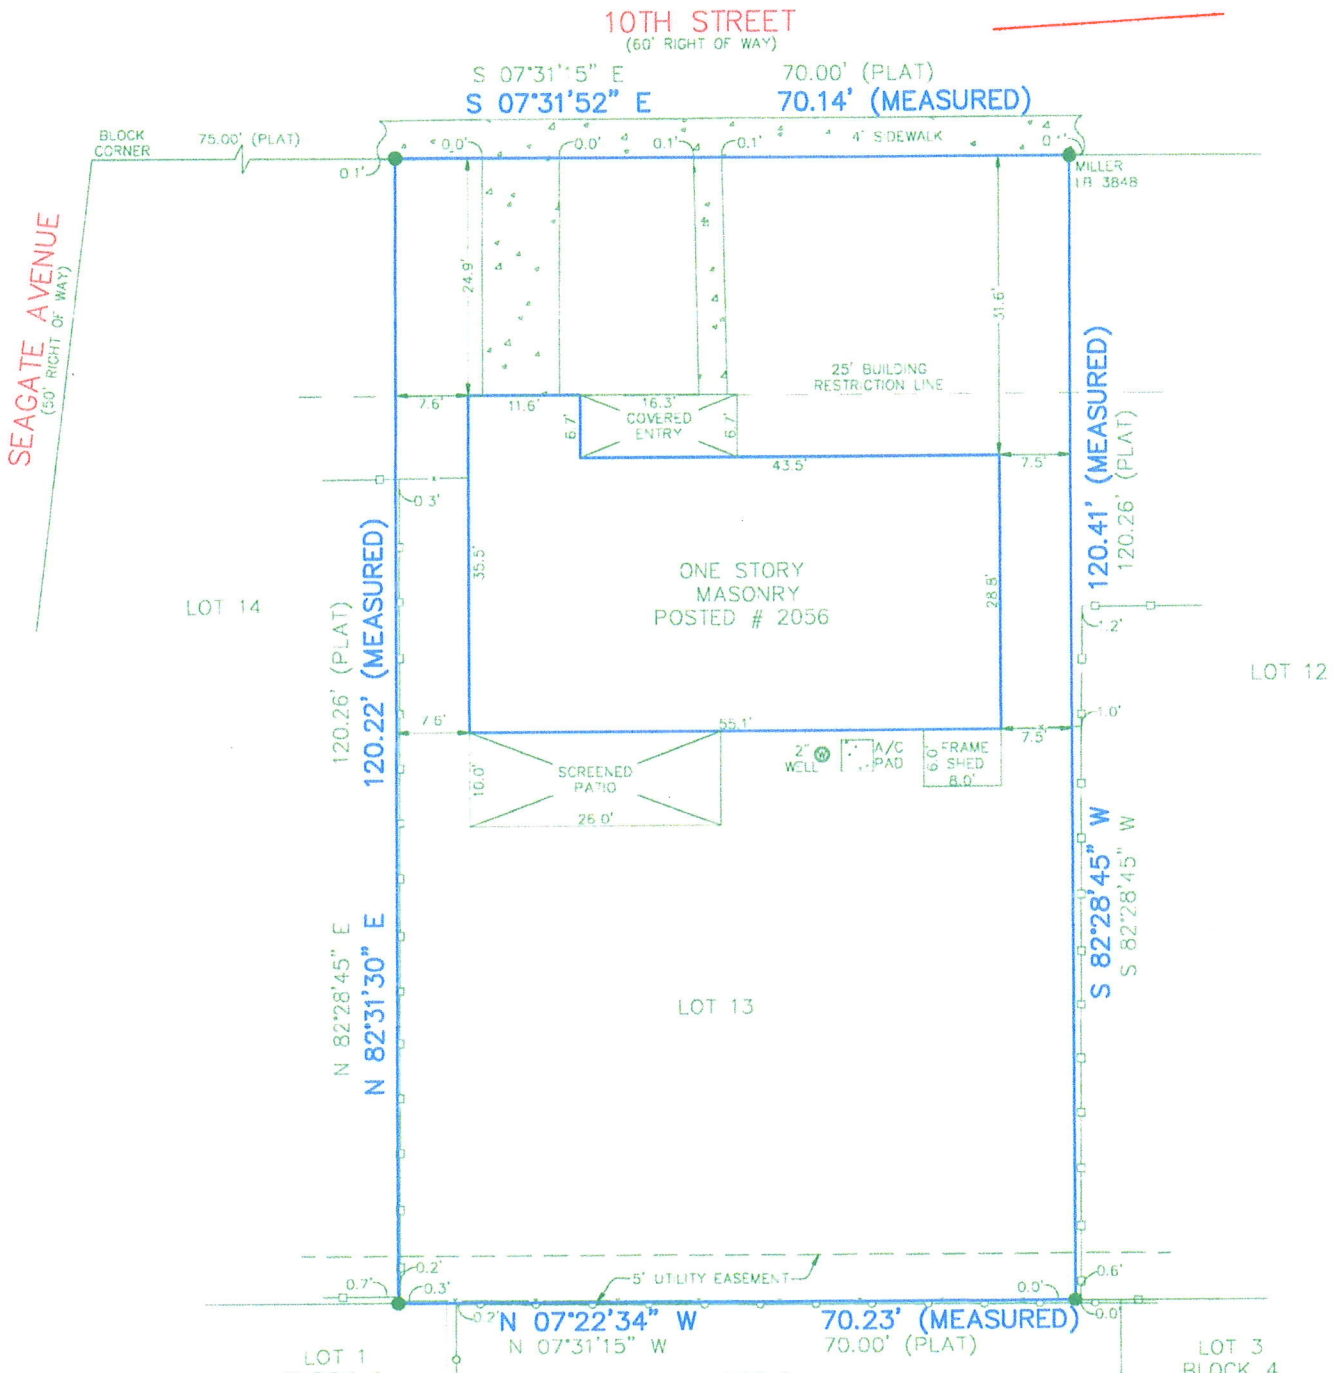 10TH STREET
(60' RIGHT OF WAY)
S 07°31'15" E 70.00' (PLAT)
S 07°31'52" E 70.14' (MEASURED)
BLOCK
CORNER
75.00' (PLAT)
0.0'
0.0'
0.1'
0.1'
4' SIDEWALK
0.1'
MILLER
LB 3848
SEAGATE AVENUE
(50' RIGHT OF WAY)
24.9'
31.6'
25' BUILDING
RESTRICTION LINE
7.6'
11.6'
16.3'
COVERED
ENTRY
6.7'
6.7'
43.5'
7.5'
120.41' (MEASURED)
120.26' (PLAT)
0.3'
35.5'
ONE STORY
MASONRY
POSTED # 2056
28.8'
LOT 14
120.26' (PLAT)
120.22' (MEASURED)
1.2'
LOT 12
7.6'
55.1'
1.0'
7.5'
2"
WELL
W
A/C
PAD
6.0'
FRAME
SHED
8.0'
SCREENED
PATIO
10.0'
26.0'
S 82°28'45" W
S 82°28'45" W
N 82°28'45" E
N 82°31'30" E
LOT 13
0.2'
0.7'
0.3'
5' UTILITY EASEMENT
0.0'
0.6'
0.0'
0.2'
N 07°22'34" W 70.23' (MEASURED)
N 07°31'15" W 70.00' (PLAT)
LOT 1
LOT 3
BLOCK 4